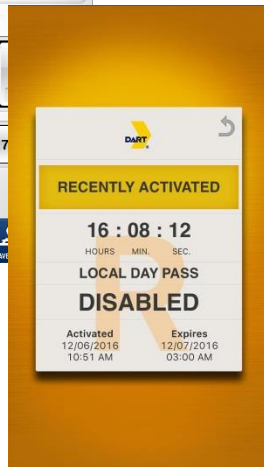 DART
RECENTLY ACTIVATED
16 : 08 : 12
HOURS MIN. SEC.
LOCAL DAY PASS
DISABLED
R
Activated Expires
12/06/2016 12/07/2016
10:51 AM 03:00 AM
7